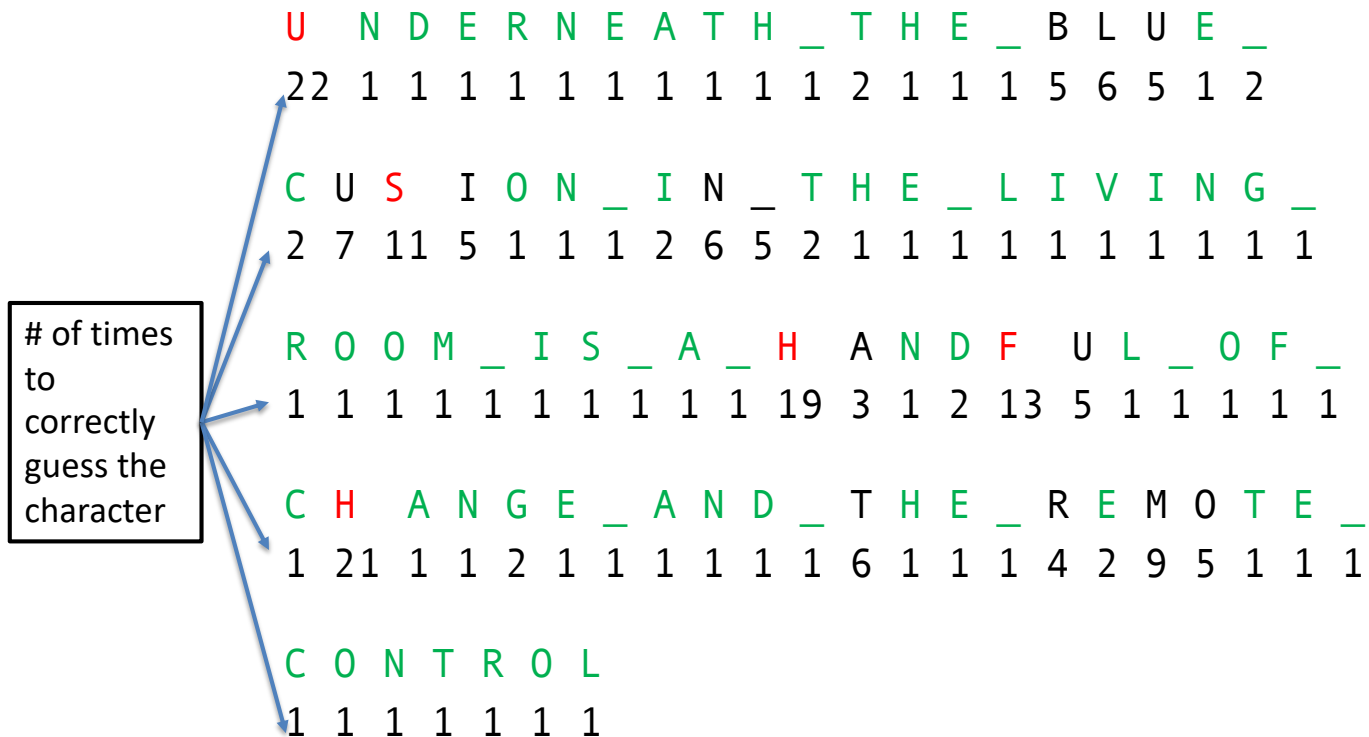 U N D E R N E A T H _ T H E _ B L U E _
22 1 1 1 1 1 1 1 1 1 1 2 1 1 1 5 6 5 1 2
C U S I O N _ I N _ T H E _ L I V I N G _
2 7 11 5 1 1 1 2 6 5 2 1 1 1 1 1 1 1 1 1 1
# of times
to
correctly
guess the
character
R O O M _ I S _ A _ H A N D F U L _ O F _
1 1 1 1 1 1 1 1 1 1 19 3 1 2 13 5 1 1 1 1 1
C H A N G E _ A N D _ T H E _ R E M O T E _
1 21 1 1 2 1 1 1 1 1 1 6 1 1 1 4 2 9 5 1 1 1
C O N T R O L
1 1 1 1 1 1 1